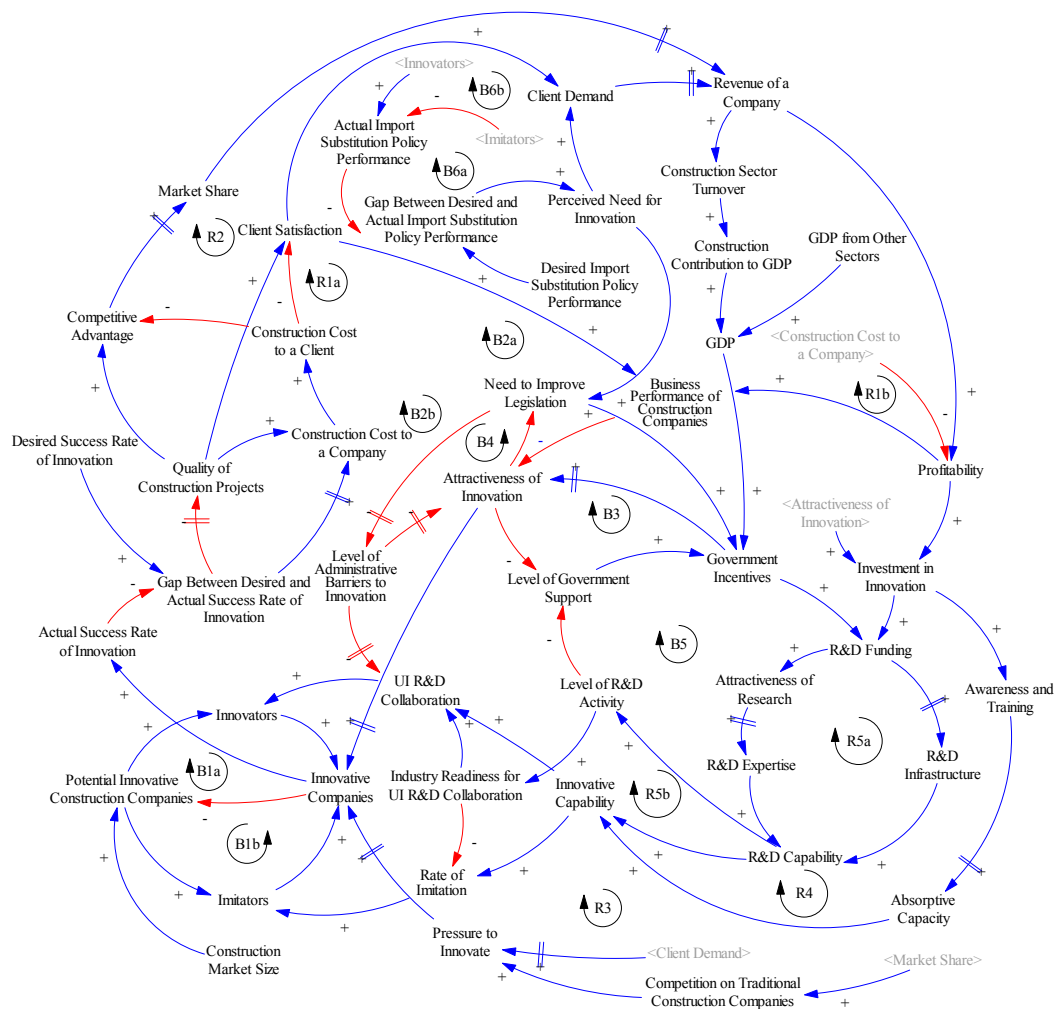 <Innovators>
B6b
Client Demand
Revenue of a
Company
Actual Import
Substitution Policy
Performance
<Imitators>
B6a
Construction Sector
Turnover
Market Share
Gap Between Desired and
Actual Import Substitution
Policy Performance
Perceived Need for
Innovation
R2
Client Satisfaction
Construction
Contribution to GDP
GDP from Other
Sectors
Desired Import
Substitution Policy
Performance
R1a
Competitive
Advantage
Construction Cost
to a Client
B2a
GDP
<Construction Cost to
a Company>
Need to Improve
Legislation
Business
Performance of
Construction
Companies
R1b
B2b
Desired Success Rate
of Innovation
Construction Cost to
a Company
B4
Quality of
Construction Projects
Attractiveness of
Innovation
Profitability
B3
<Attractiveness of
Innovation>
Gap Between Desired and
Actual Success Rate of
Innovation
Level of
Administrative
Barriers to
Innovation
Level of Government
Support
Government
Incentives
Investment in
Innovation
Actual Success Rate
of Innovation
B5
R&D Funding
UI R&D
Collaboration
Level of R&D
Activity
Attractiveness of
Research
Awareness and
Training
Innovators
R5a
B1a
Potential Innovative
Construction Companies
Innovative
Companies
Industry Readiness for
UI R&D Collaboration
Innovative
Capability
R5b
R&D Expertise
R&D
Infrastructure
B1b
R&D Capability
Rate of
Imitation
R4
Imitators
R3
Absorptive
Capacity
Pressure to
Innovate
Construction
Market Size
<Client Demand>
<Market Share>
Competition on Traditional
Construction Companies